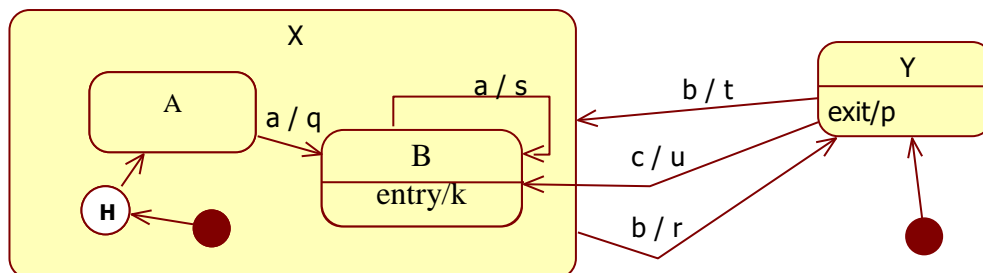 X
A
a / q
a / s
B
entry/k
H
b / t
c / u
b / r
Y
exit/p